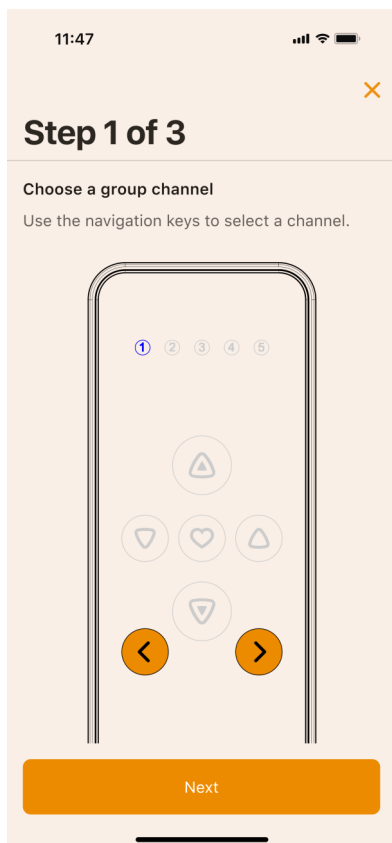 11:47
Step 1 of 3
Choose a group channel
Use the navigation keys to select a channel.
1 2 3 4 5
Next